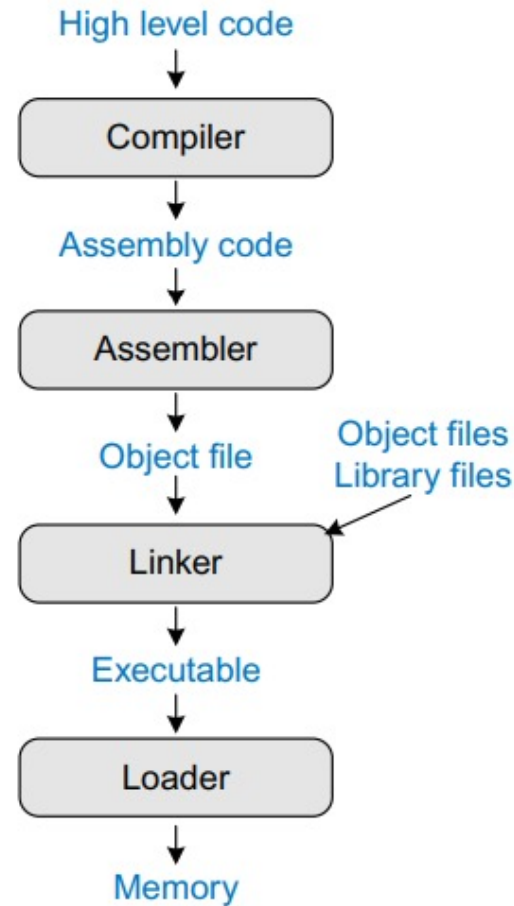 High level code
Compiler
Assembly code
Assembler
Object file
Object files
Library files
Linker
Executable
Loader
Memory